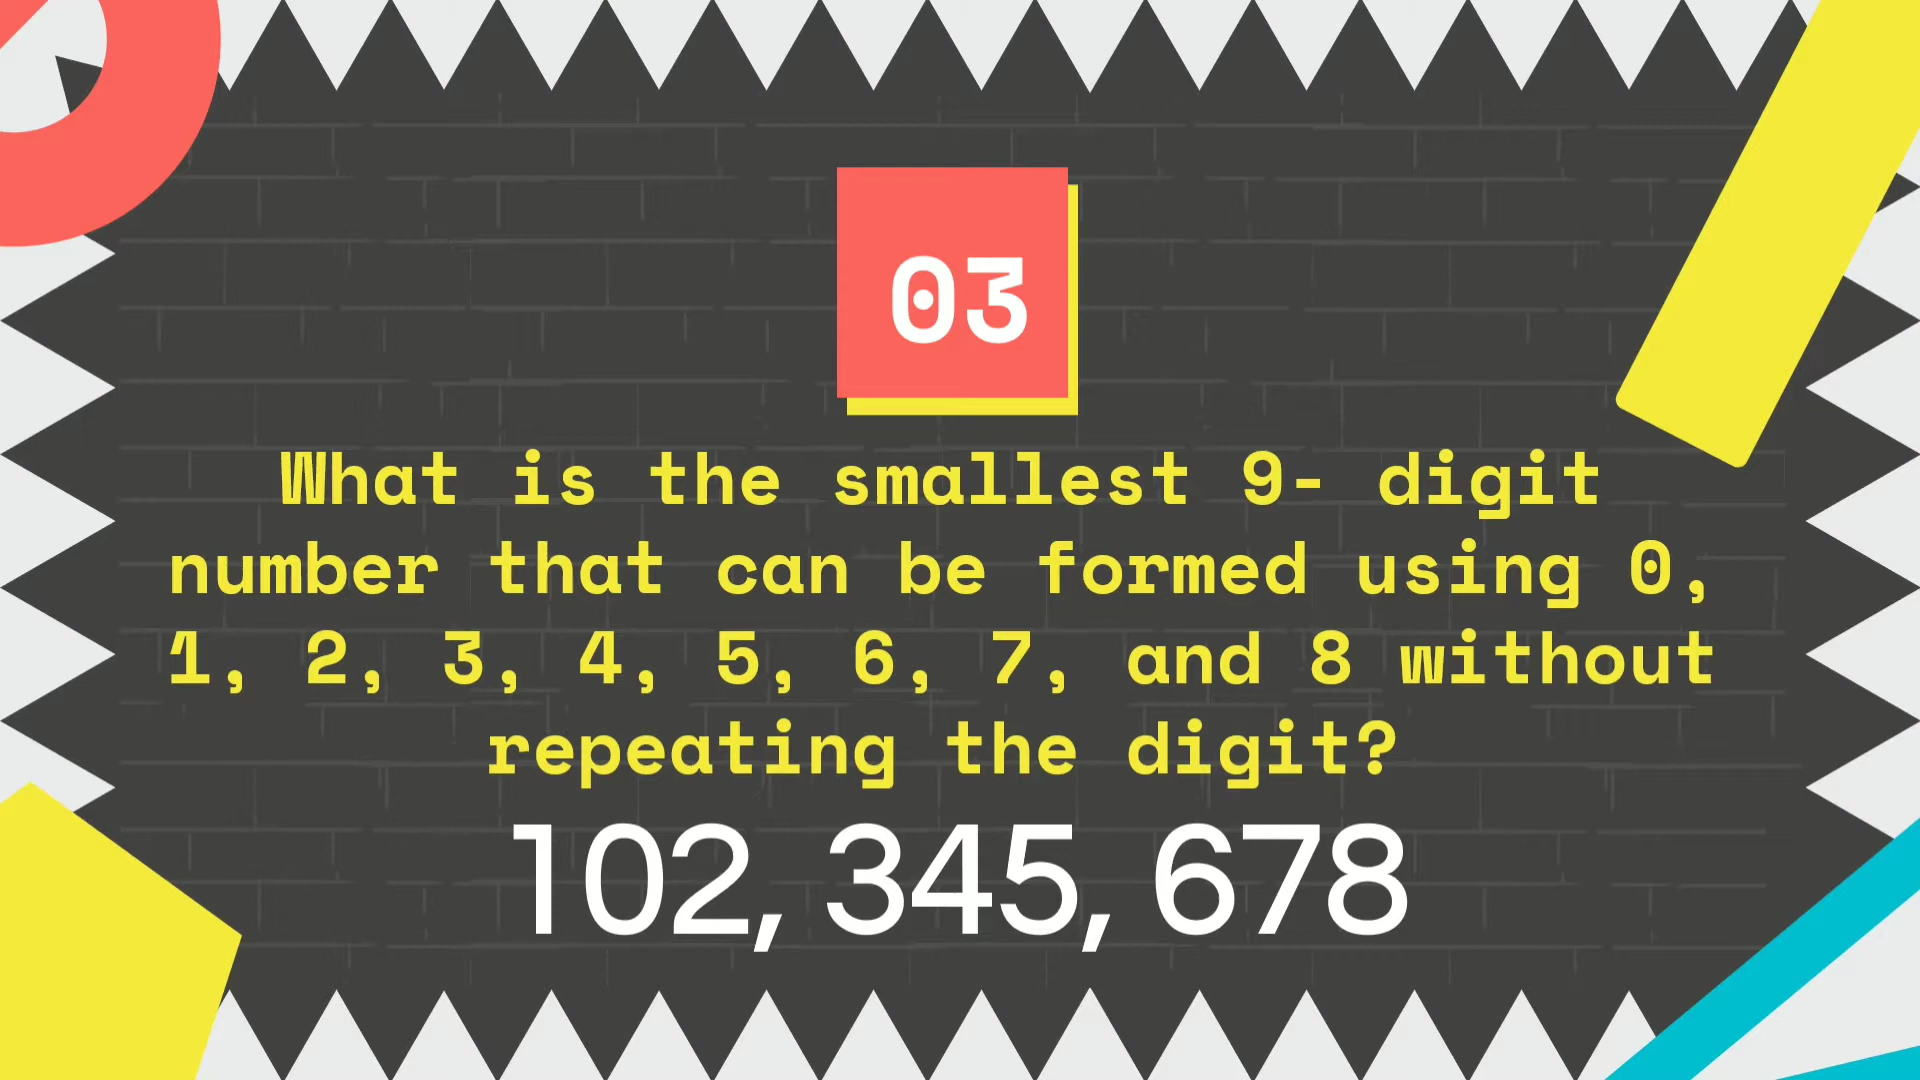 03
What is the smallest 9- digit
number that can be formed using 0,
1, 2, 3, 4, 5, 6, 7, and 8 without
repeating the digit?
102, 345, 678